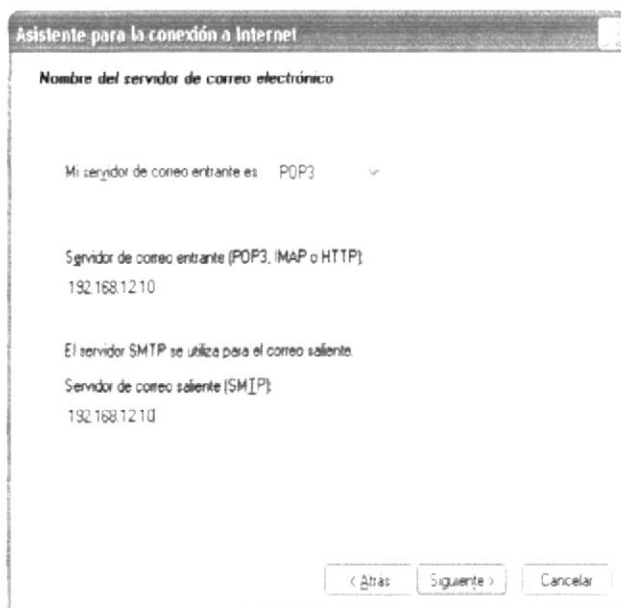 Asistente para la conexión a Internet
Nombre del servidor de correo electrónico
Mi servidor de correo entrante es POP3
Servidor de correo entrante (POP3, IMAP o HTTP):
192.168.12.10
El servidor SMTP se utiliza para el correo saliente.
Servidor de correo saliente (SMTP):
192.168.12.10
< Atrás Siguiente > Cancelar